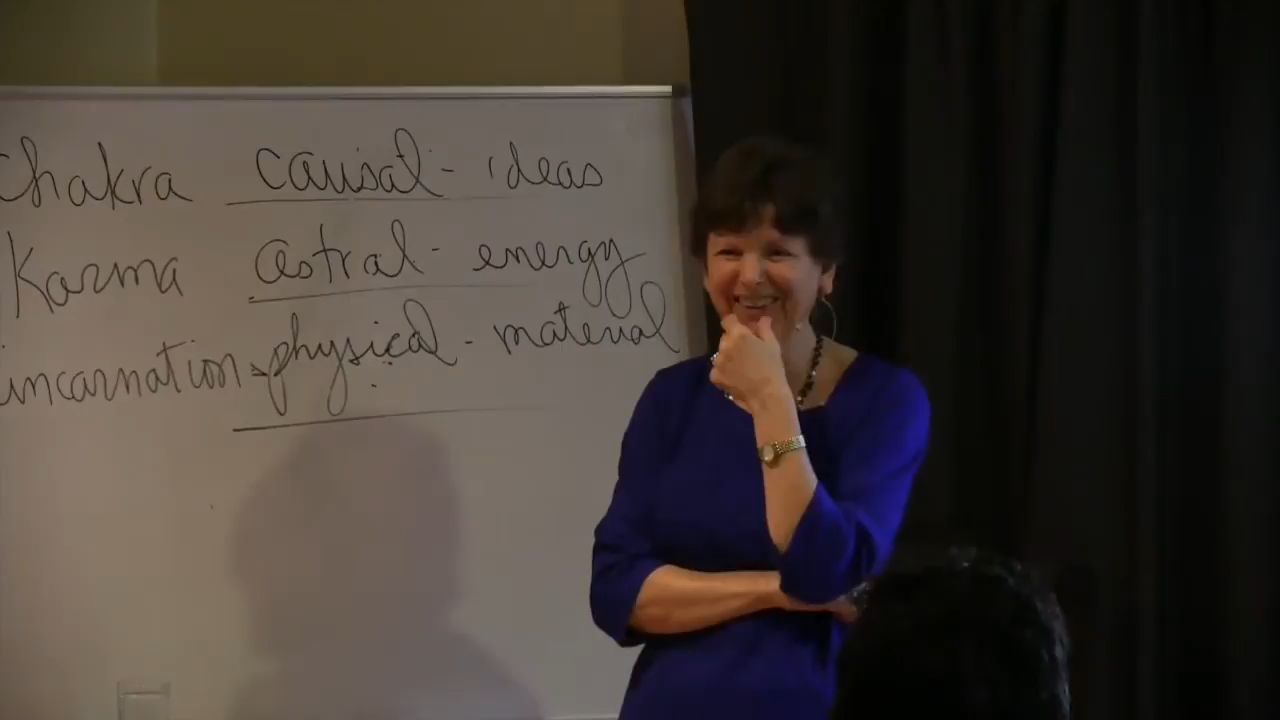 Chakra causal - ideas
Karma astral - energy
incarnation physical - material